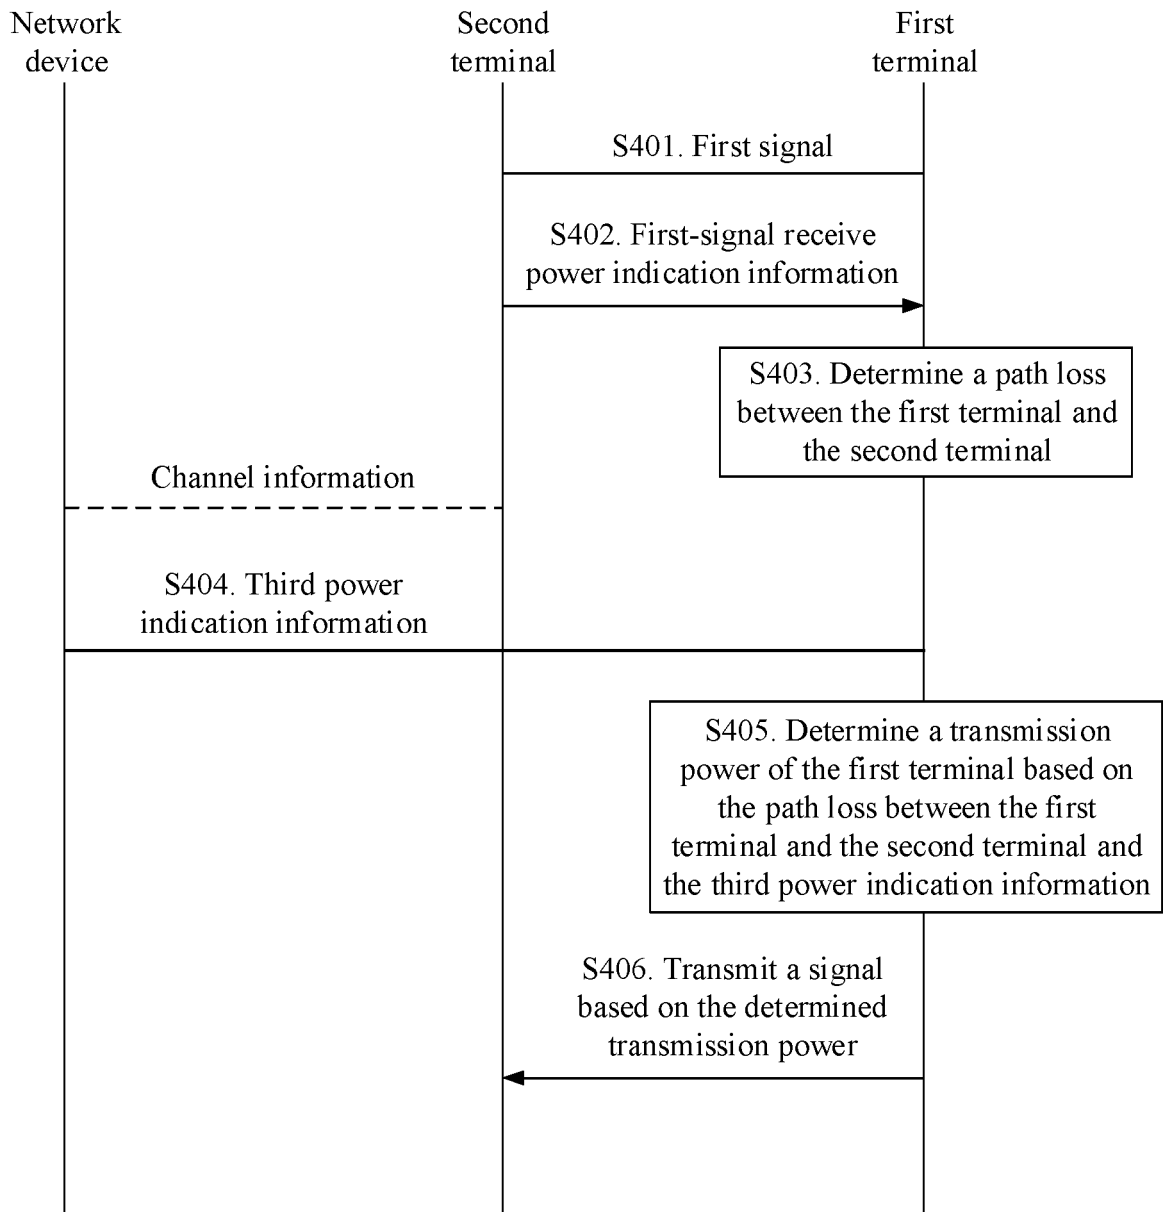 Network
device
Second
terminal
First
terminal
S401. First signal
S402. First-signal receive
power indication information
S403. Determine a path loss
between the first terminal and
the second terminal
Channel information
S404. Third power
indication information
S405. Determine a transmission
power of the first terminal based on
the path loss between the first
terminal and the second terminal and
the third power indication information
S406. Transmit a signal
based on the determined
transmission power